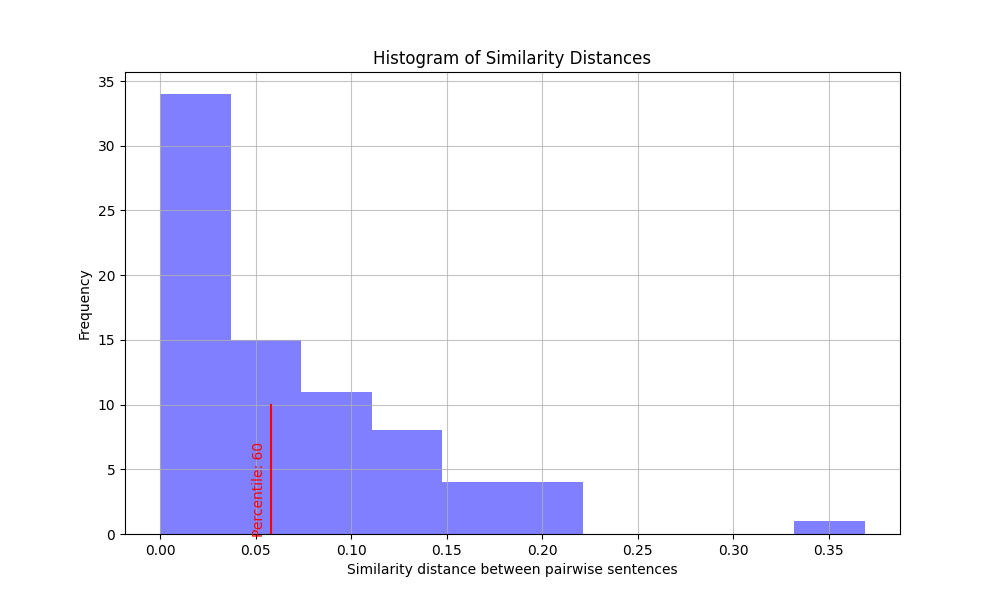 Histogram of Similarity Distances
35
30
25
20
15
10
5
0
Frequency
Percentile: 60
0.00 0.05 0.10 0.15 0.20 0.25 0.30 0.35
Similarity distance between pairwise sentences